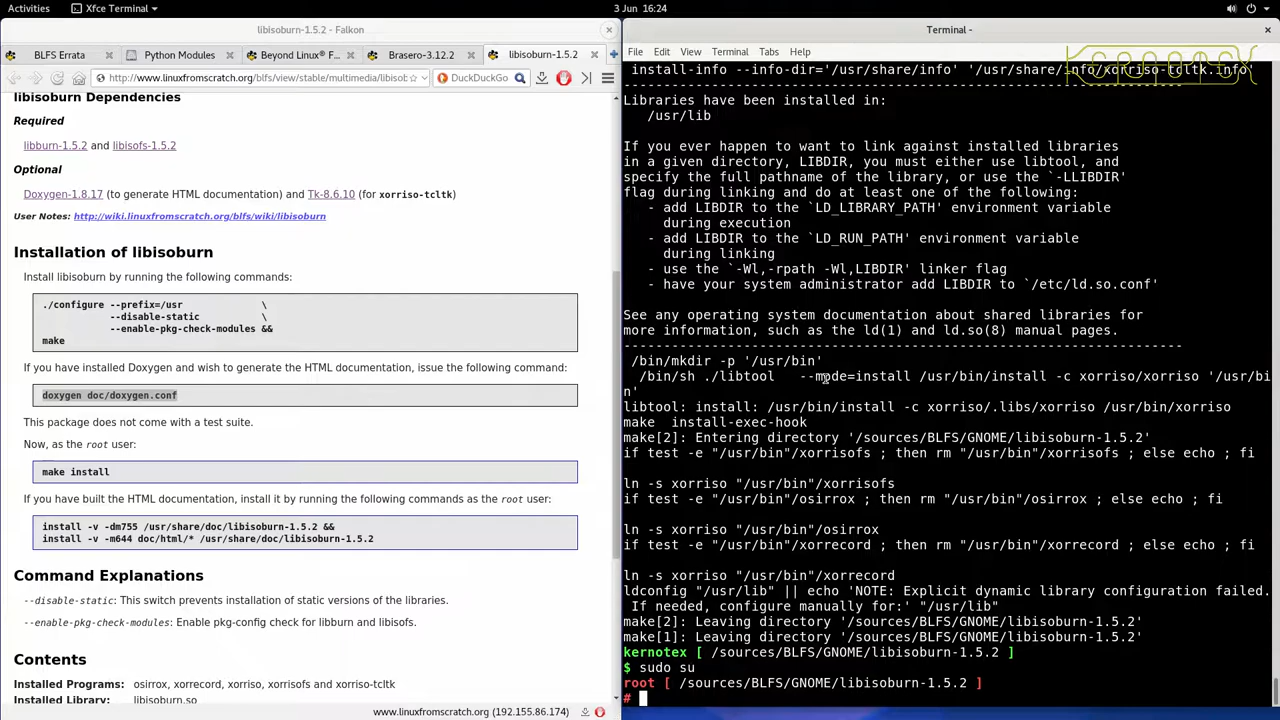 Activities
Xfce Terminal
3 Jun 16:24
libisoburn-1.5.2 - Falkon
BLFS Errata
Python Modules
Beyond Linux® F...
Brasero-3.12.2
libisoburn-1.5.2
http://www.linuxfromscratch.org/blfs/view/stable/multimedia/libisob
DuckDuckGo
libisoburn Dependencies
Required
libburn-1.5.2 and libisofs-1.5.2
Optional
Doxygen-1.8.17 (to generate HTML documentation) and Tk-8.6.10 (for xorriso-tcltk)
User Notes: http://wiki.linuxfromscratch.org/blfs/wiki/libisoburn
Installation of libisoburn
Install libisoburn by running the following commands:
./configure --prefix=/usr \
--disable-static \
--enable-pkg-check-modules &&
make
If you have installed Doxygen and wish to generate the HTML documentation, issue the following command:
doxygen doc/doxygen.conf
This package does not come with a test suite.
Now, as the root user:
make install
If you have built the HTML documentation, install it by running the following commands as the root user:
install -v -dm755 /usr/share/doc/libisoburn-1.5.2 &&
install -v -m644 doc/html/* /usr/share/doc/libisoburn-1.5.2
Command Explanations
--disable-static: This switch prevents installation of static versions of the libraries.
--enable-pkg-check-modules: Enable pkg-config check for libburn and libisofs.
Contents
Installed Programs: osirrox, xorrecord, xorriso, xorrisofs and xorriso-tcltk
Installed Library: libisoburn.so
www.linuxfromscratch.org (192.155.86.174)
Terminal -
File Edit View Terminal Tabs Help
KERNOTEX
install-info --info-dir='/usr/share/info' '/usr/share/info/xorriso-tcltk.info'
----------------------------------------------------------------------
Libraries have been installed in:
/usr/lib
If you ever happen to want to link against installed libraries
in a given directory, LIBDIR, you must either use libtool, and
specify the full pathname of the library, or use the `-LLIBDIR'
flag during linking and do at least one of the following:
- add LIBDIR to the `LD_LIBRARY_PATH' environment variable
during execution
- add LIBDIR to the `LD_RUN_PATH' environment variable
during linking
- use the `-Wl,-rpath -Wl,LIBDIR' linker flag
- have your system administrator add LIBDIR to `/etc/ld.so.conf'
See any operating system documentation about shared libraries for
more information, such as the ld(1) and ld.so(8) manual pages.
----------------------------------------------------------------------
/bin/mkdir -p '/usr/bin'
/bin/sh ./libtool --mode=install /usr/bin/install -c xorriso/xorriso '/usr/bi
n'
libtool: install: /usr/bin/install -c xorriso/.libs/xorriso /usr/bin/xorriso
make install-exec-hook
make[2]: Entering directory '/sources/BLFS/GNOME/libisoburn-1.5.2'
if test -e "/usr/bin"/xorrisofs ; then rm "/usr/bin"/xorrisofs ; else echo ; fi
ln -s xorriso "/usr/bin"/xorrisofs
if test -e "/usr/bin"/osirrox ; then rm "/usr/bin"/osirrox ; else echo ; fi
ln -s xorriso "/usr/bin"/osirrox
if test -e "/usr/bin"/xorrecord ; then rm "/usr/bin"/xorrecord ; else echo ; fi
ln -s xorriso "/usr/bin"/xorrecord
ldconfig "/usr/lib" || echo 'NOTE: Explicit dynamic library configuration failed.
If needed, configure manually for:' "/usr/lib"
make[2]: Leaving directory '/sources/BLFS/GNOME/libisoburn-1.5.2'
make[1]: Leaving directory '/sources/BLFS/GNOME/libisoburn-1.5.2'
kernotex [ /sources/BLFS/GNOME/libisoburn-1.5.2 ]
$ sudo su
root [ /sources/BLFS/GNOME/libisoburn-1.5.2 ]
#